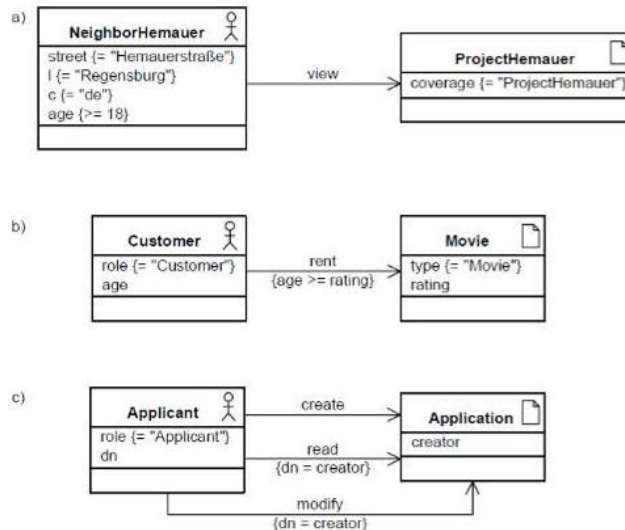 a)
NeighborHemauer
street {= "Hemauerstraße"}
l {= "Regensburg"}
c {= "de"}
age {>= 18}
view
ProjectHemauer
coverage {= "ProjectHemauer"}
b)
Customer
role {= "Customer"}
age
rent
{age >= rating}
Movie
type {= "Movie"}
rating
c)
Applicant
role {= "Applicant"}
dn
create
read
{dn = creator}
modify
{dn = creator}
Application
creator